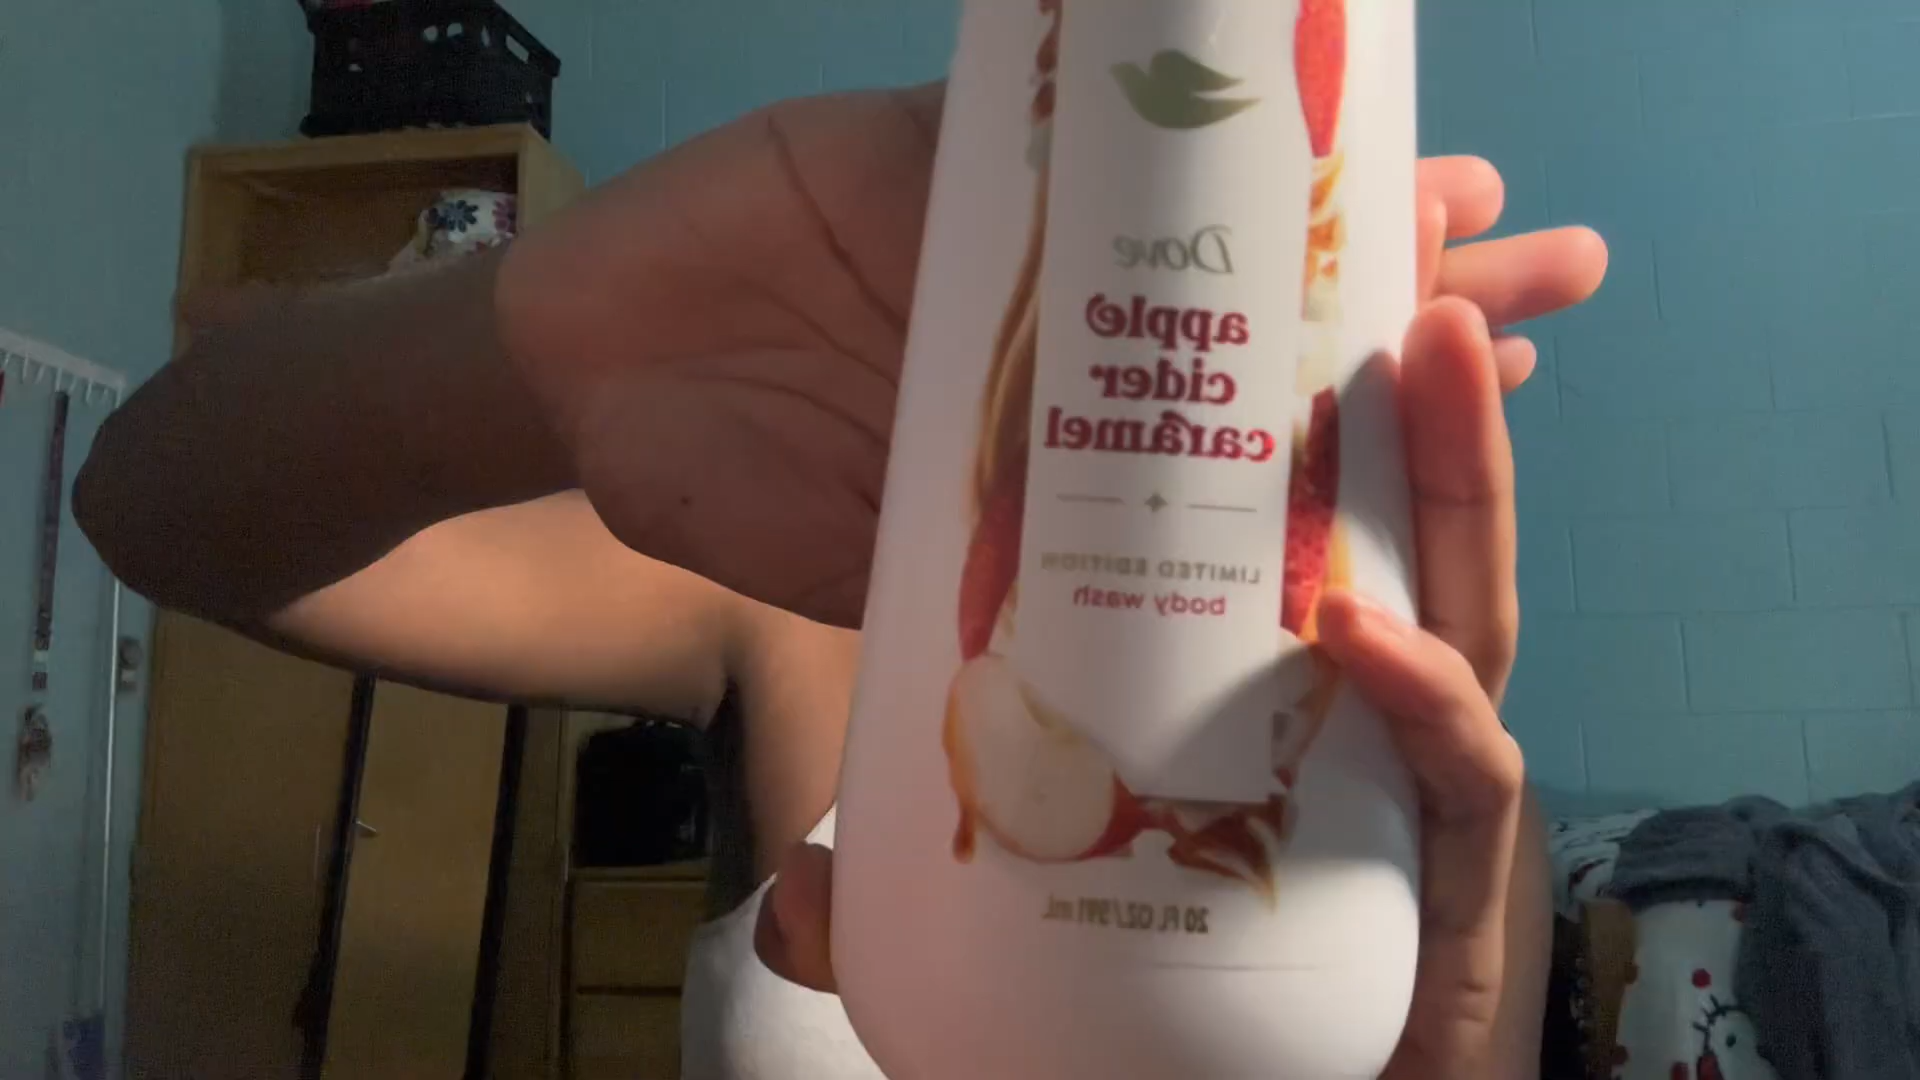 Dove
apple
cider
caramel
LIMITED EDITION
body wash
20 FL OZ/591 mL